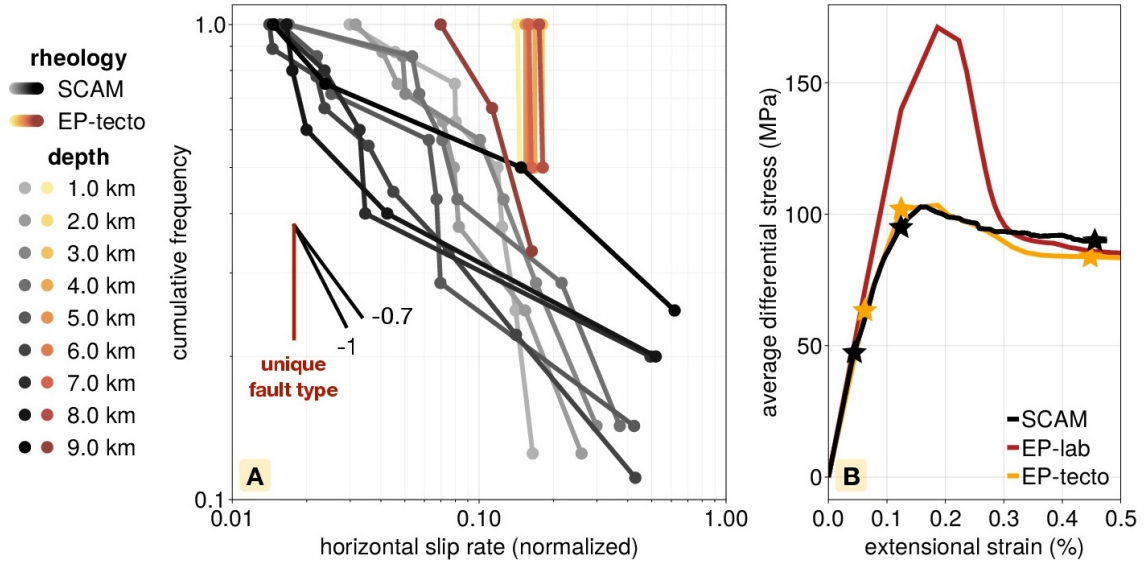 rheology
SCAM
EP-tecto
depth
1.0 km
2.0 km
3.0 km
4.0 km
5.0 km
6.0 km
7.0 km
8.0 km
9.0 km
cumulative frequency
1.0
0.1
-0.7
-1
unique
fault type
A
0.01
0.10
1.00
horizontal slip rate (normalized)
average differential stress (MPa)
150
100
50
0
SCAM
EP-lab
EP-tecto
B
0.0
0.1
0.2
0.3
0.4
0.5
extensional strain (%)